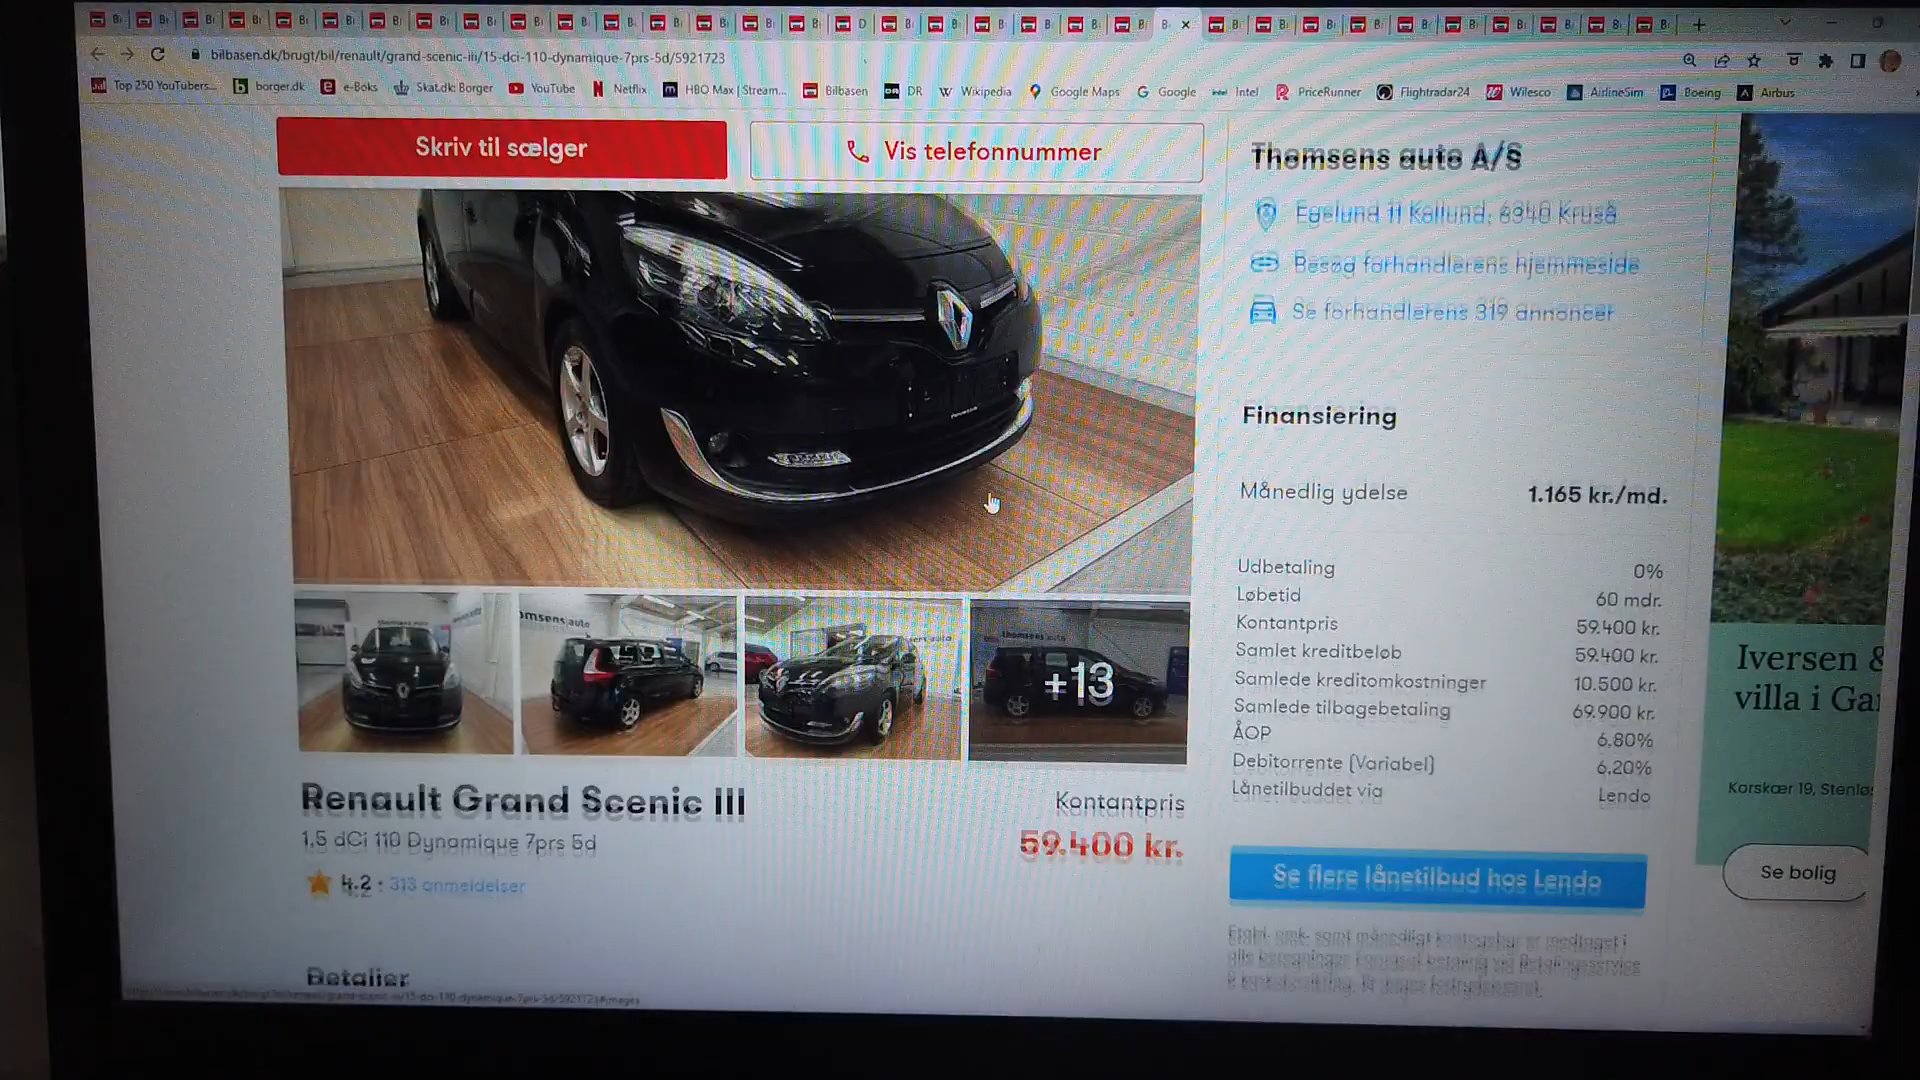 bilbasen.dk/brugt/bil/renault/grand-scenic-iii/15-dci-110-dynamique-7prs-5d/5921723
Top 250 YouTubers... borger.dk e-Boks Skat.dk: Borger YouTube Netflix HBO Max | Stream... Bilbasen DR Wikipedia Google Maps Google Intel PriceRunner Flightradar24 Wilesco AirlineSim Boeing Airbus
Skriv til sælger
Vis telefonnummer
+13
Renault Grand Scenic III
1,5 dCi 110 Dynamique 7prs 5d
4.2 · 313 anmeldelser
Kontantpris
59.400 kr.
Detaljer
Thomsens auto A/S
Egelund 11 Kollund, 6340 Kruså
Besøg forhandlerens hjemmeside
Se forhandlerens 319 annoncer
Finansiering
Månedlig ydelse 1.165 kr./md.
Udbetaling 0%
Løbetid 60 mdr.
Kontantpris 59.400 kr.
Samlet kreditbeløb 59.400 kr.
Samlede kreditomkostninger 10.500 kr.
Samlede tilbagebetaling 69.900 kr.
ÅOP 6,80%
Debitorrente (Variabel) 6,20%
Lånetilbuddet via Lendo
Se flere lånetilbud hos Lendo
Iversen &
villa i Ga
Korskær 19, Stenløs
Se bolig